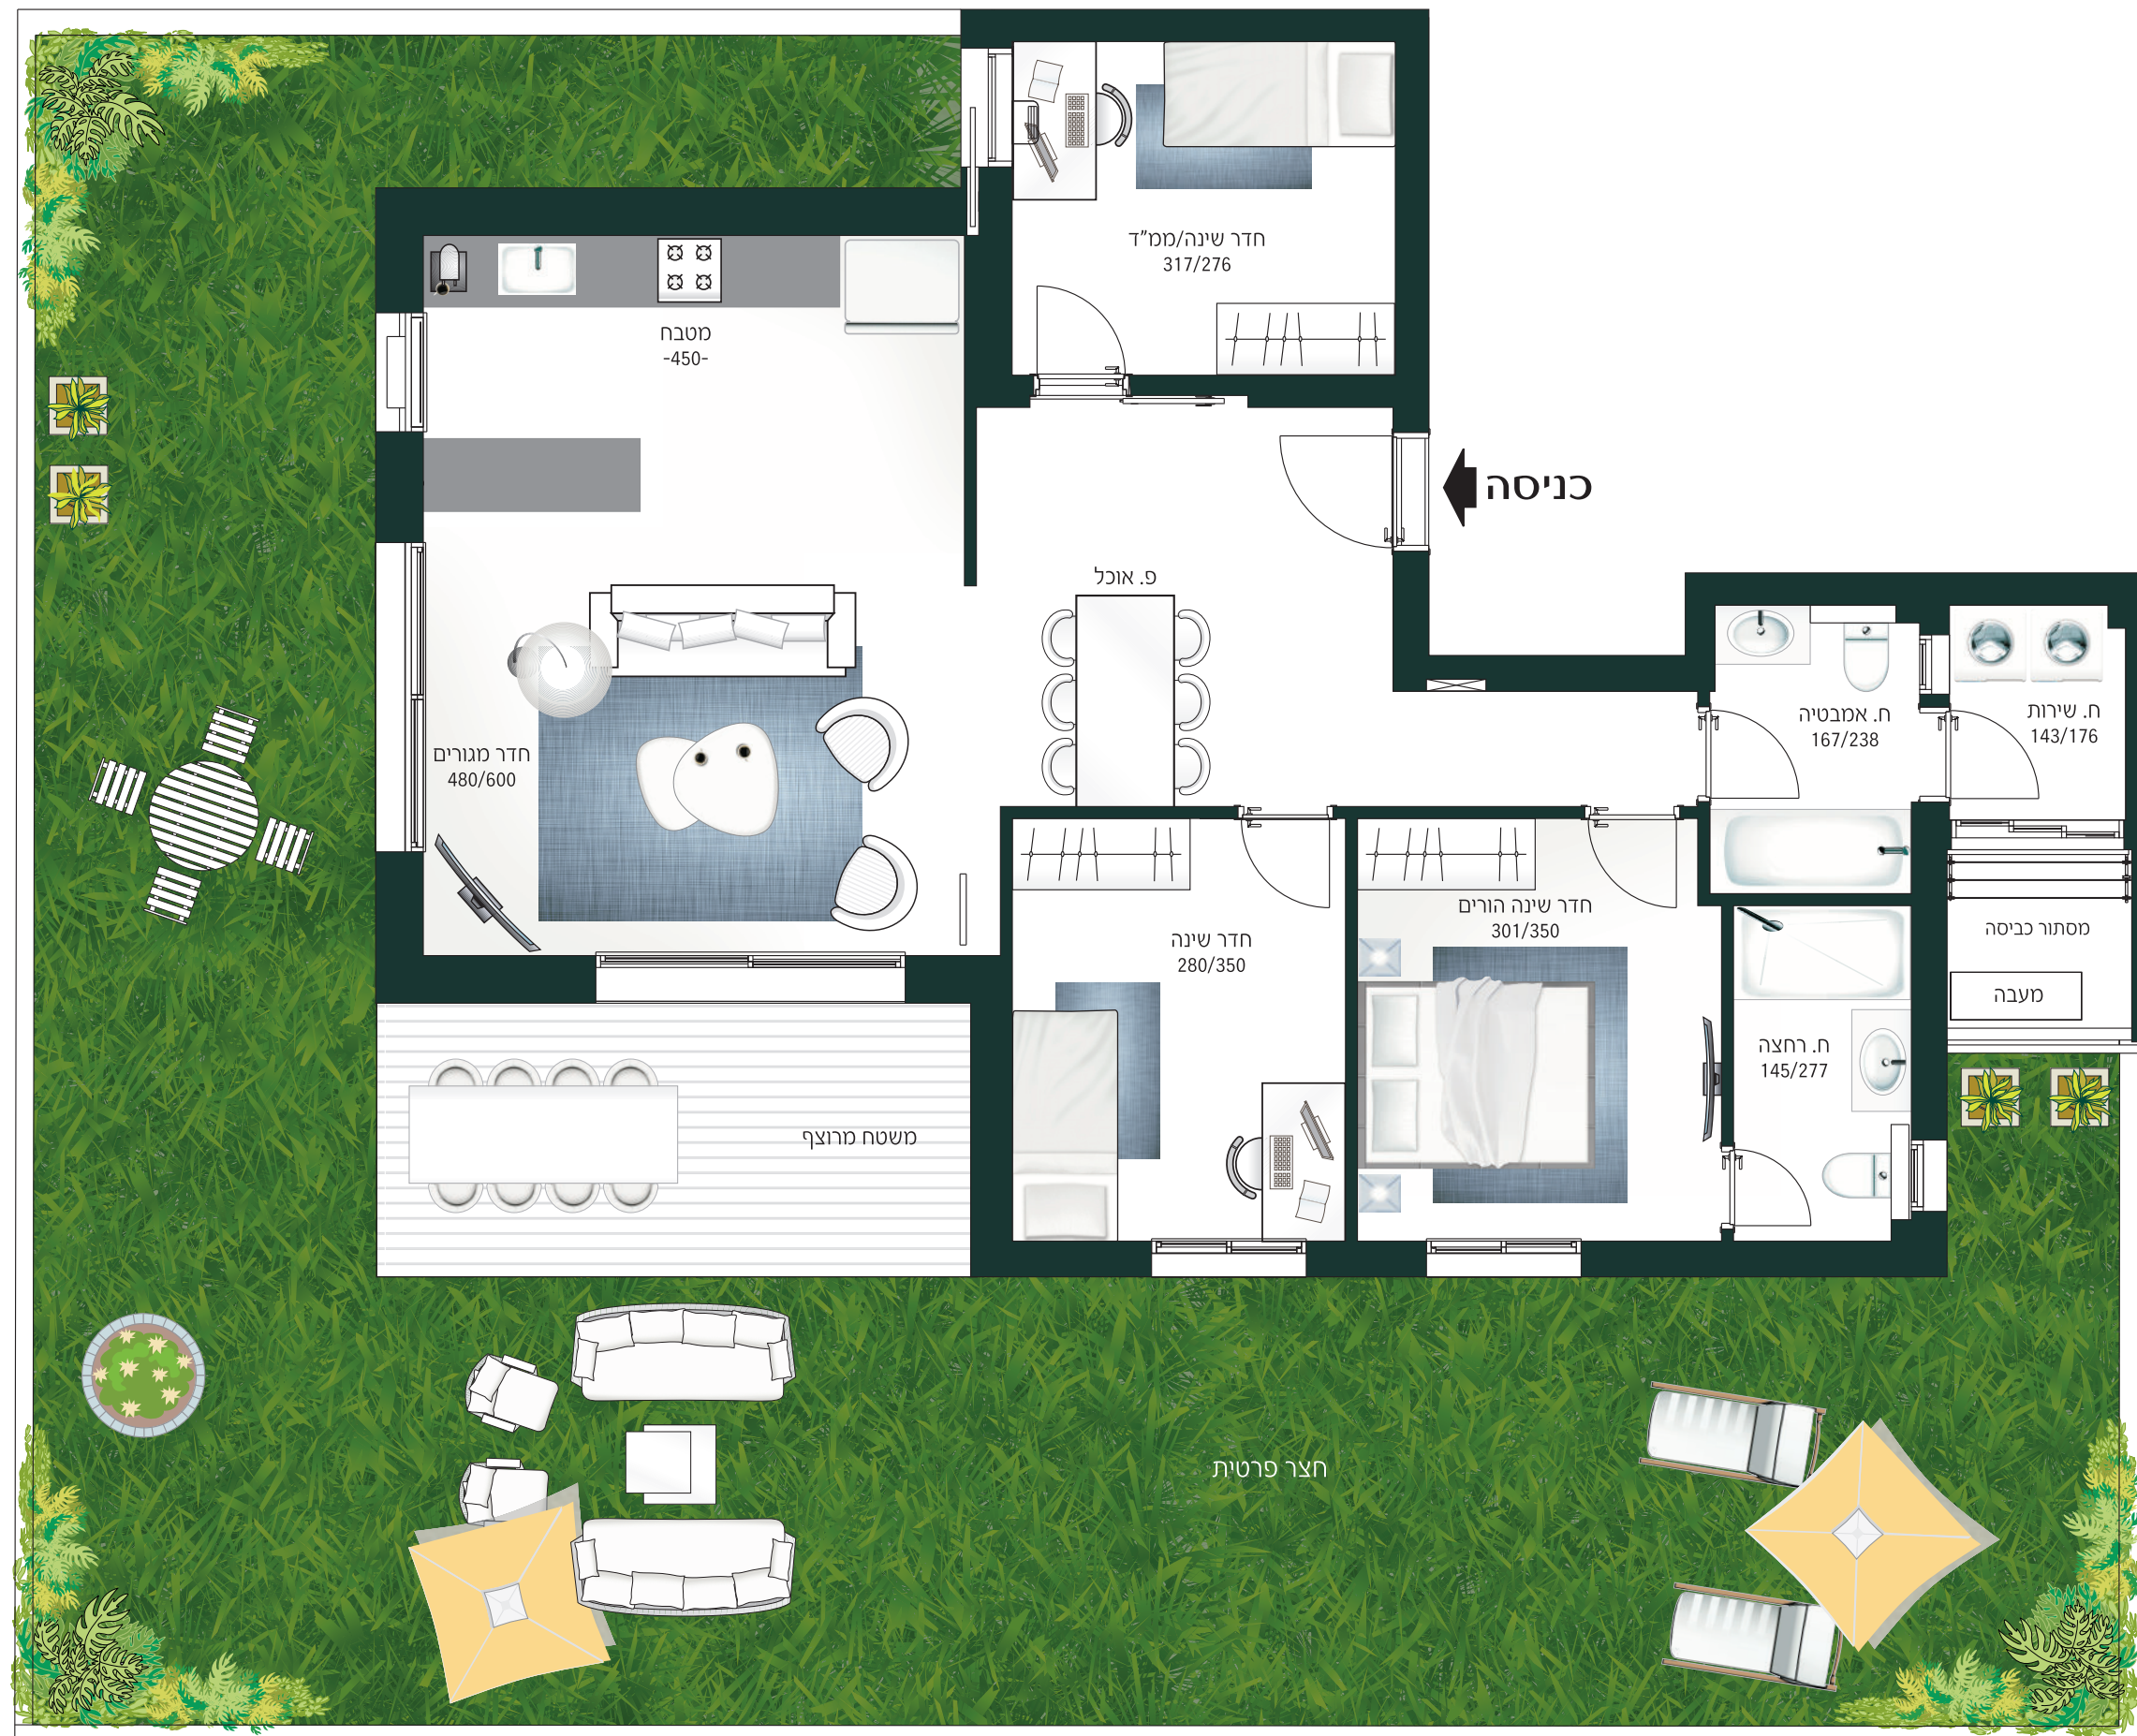 חדר שינה/ממ"ד
317/276
מטבח
-450-
כניסה
פ. אוכל
ח. שירות
143/176
ח. אמבטיה
167/238
חדר מגורים
480/600
חדר שינה הורים
301/350
חדר שינה
280/350
מסתור כביסה
מעבה
ח. רחצה
145/277
משטח מרוצף
חצר פרטית